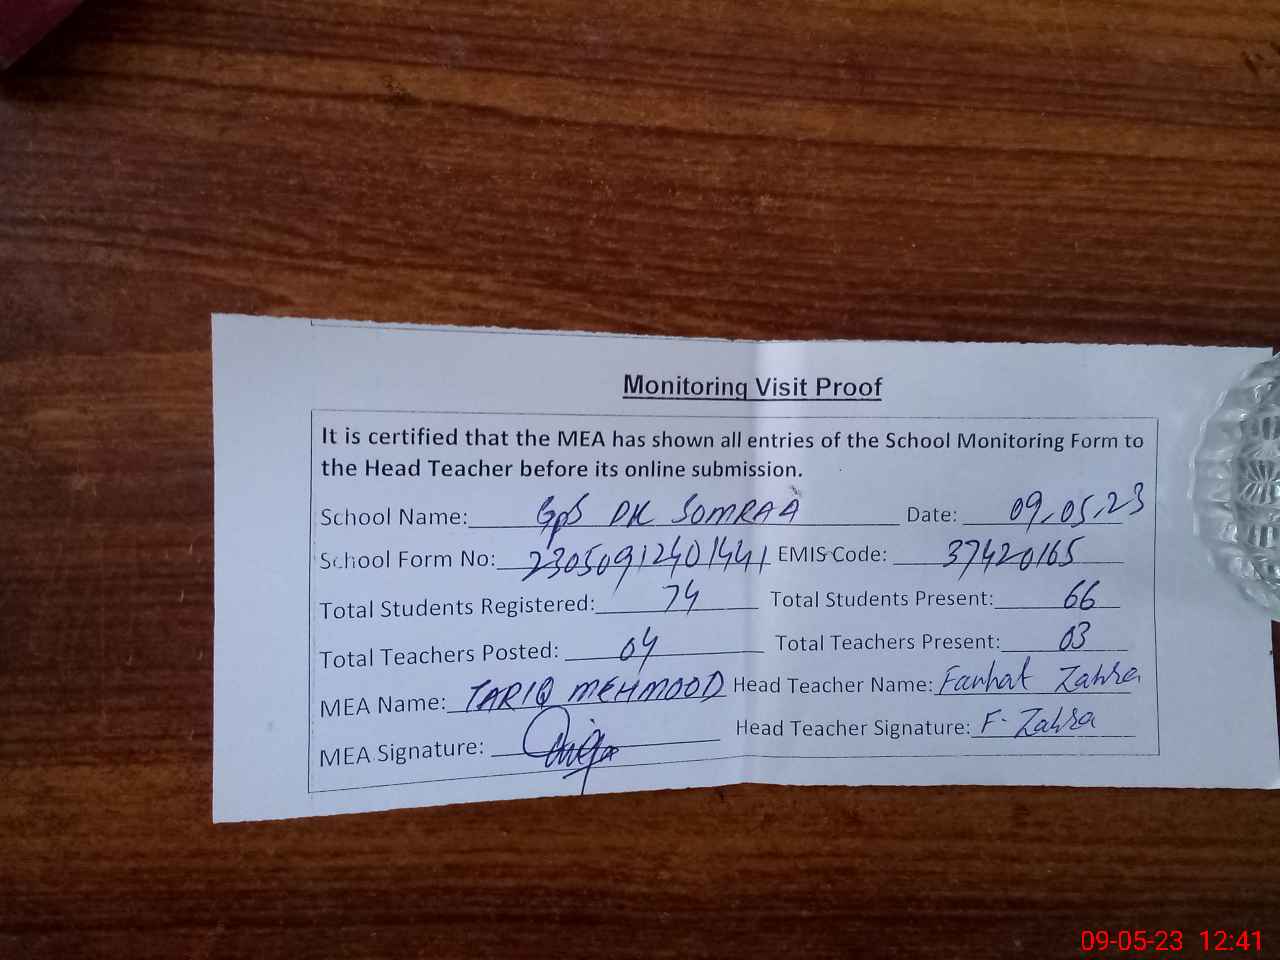 Monitoring Visit Proof
It is certified that the MEA has shown all entries of the School Monitoring Form to
the Head Teacher before its online submission.
School Name: GPS DK SOMRAA Date: 09.05.23
School Form No: 23050912401441 EMIS Code: 37420165
Total Students Registered: 74 Total Students Present: 66
Total Teachers Posted: 04 Total Teachers Present: 03
MEA Name: TARIQ MEHMOOD Head Teacher Name: Farhat Zahra
MEA Signature: Head Teacher Signature: F. Zahra
09-05-23 12:41